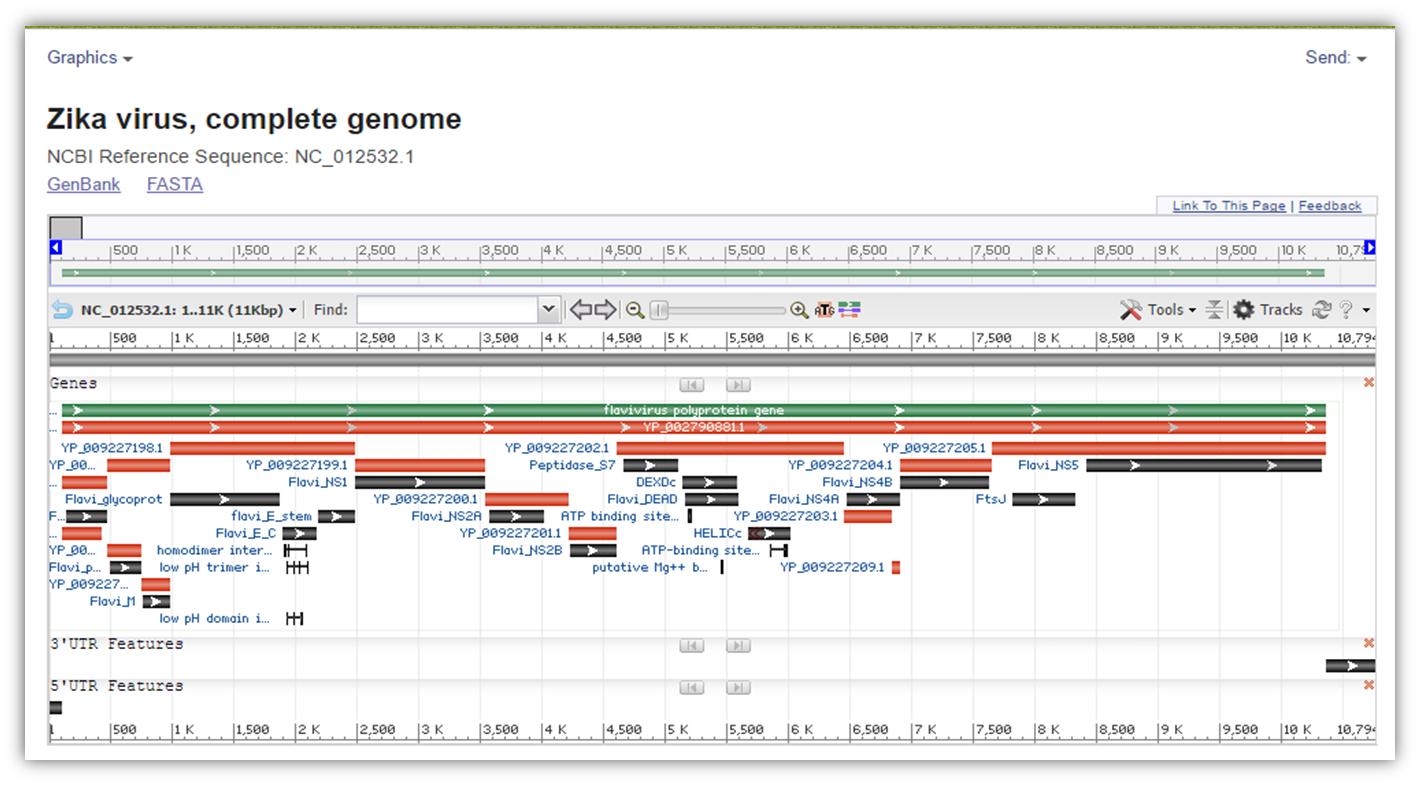 Graphics Send:
Zika virus, complete genome
NCBI Reference Sequence: NC_012532.1
GenBank FASTA
Link To This Page | Feedback
500 1 K 1,500 2 K 2,500 3 K 3,500 4 K 4,500 5 K 5,500 6 K 6,500 7 K 7,500 8 K 8,500 9 K 9,500 10 K 10,79
NC_012532.1: 1..11K (11Kbp) Find: ATG Tools Tracks ?
1 500 1 K 1,500 2 K 2,500 3 K 3,500 4 K 4,500 5 K 5,500 6 K 6,500 7 K 7,500 8 K 8,500 9 K 9,500 10 K 10,794
Genes
... flavivirus polyprotein gene
... YP_002790881.1
YP_009227198.1 YP_009227202.1 YP_009227205.1
YP_00... YP_009227199.1 Peptidase_S7 YP_009227204.1 Flavi_NS5
... Flavi_NS1 DEXDc Flavi_NS4B
Flavi_glycoprot YP_009227200.1 Flavi_DEAD Flavi_NS4A FtsJ
F... flavi_E_stem Flavi_NS2A ATP binding site... YP_009227203.1
... Flavi_E_C YP_009227201.1 HELICc
YP_00... homodimer inter... Flavi_NS2B ATP-binding site...
Flavi_p... low pH trimer i... putative Mg++ b... YP_009227209.1
YP_009227...
Flavi_M
low pH domain i...
3'UTR Features
5'UTR Features
1 500 1 K 1,500 2 K 2,500 3 K 3,500 4 K 4,500 5 K 5,500 6 K 6,500 7 K 7,500 8 K 8,500 9 K 9,500 10 K 10,794